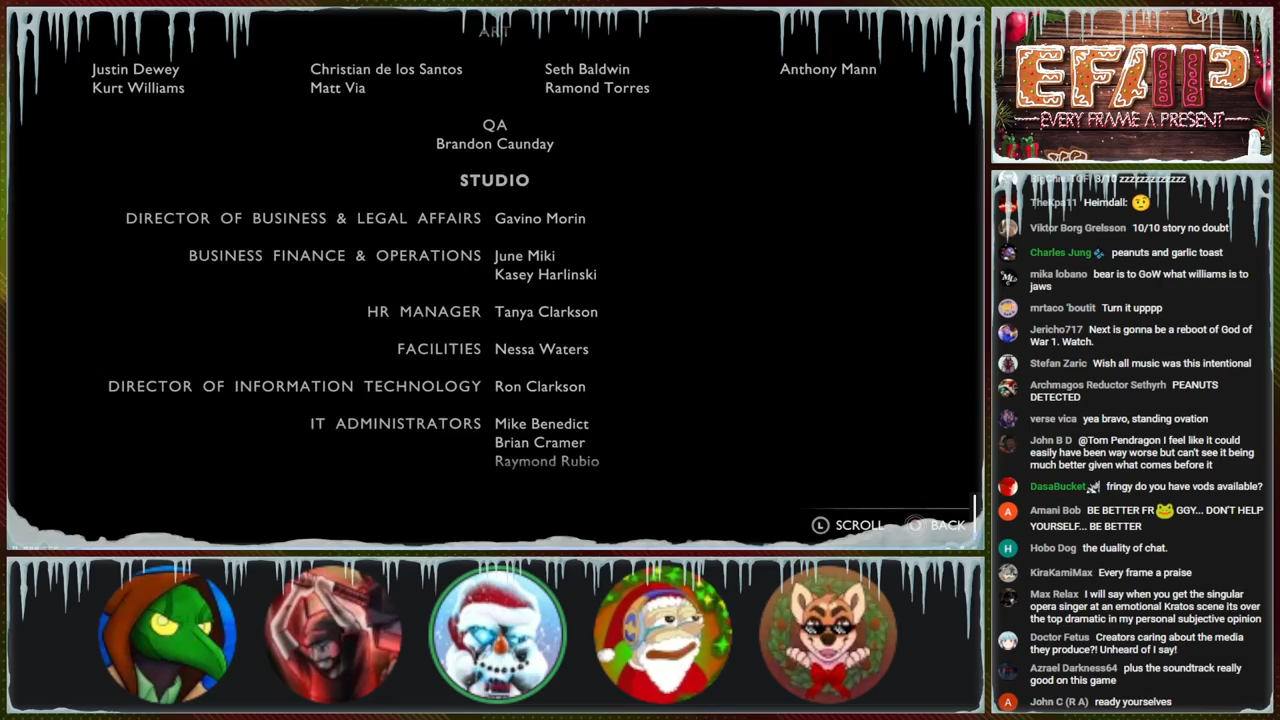 ART
Justin Dewey
Christian de los Santos
Seth Baldwin
Anthony Mann
Kurt Williams
Matt Via
Ramond Torres
QA
Brandon Caunday
STUDIO
DIRECTOR OF BUSINESS & LEGAL AFFAIRS Gavino Morin
BUSINESS FINANCE & OPERATIONS June Miki
Kasey Harlinski
HR MANAGER Tanya Clarkson
FACILITIES Nessa Waters
DIRECTOR OF INFORMATION TECHNOLOGY Ron Clarkson
IT ADMINISTRATORS Mike Benedict
Brian Cramer
Raymond Rubio
L SCROLL BACK
EFAP
EVERY FRAME A PRESENT
9/10 zzzzzzzzzzzz
TheKpa11 Heimdall:
Viktor Borg Grelsson 10/10 story no doubt
Charles Jung peanuts and garlic toast
mika lobano bear is to GoW what williams is to
jaws
mrtaco 'boutit Turn it upppp
Jericho717 Next is gonna be a reboot of God of
War 1. Watch.
Stefan Zaric Wish all music was this intentional
Archmagos Reductor Sethyrh PEANUTS
DETECTED
verse vica yea bravo, standing ovation
John B D @Tom Pendragon I feel like it could
easily have been way worse but can't see it being
much better given what comes before it
DasaBucket fringy do you have vods available?
A Amani Bob BE BETTER FR GGY... DON'T HELP
YOURSELF... BE BETTER
H Hobo Dog the duality of chat.
KiraKamiMax Every frame a praise
Max Relax I will say when you get the singular
opera singer at an emotional Kratos scene its over
the top dramatic in my personal subjective opinion
Doctor Fetus Creators caring about the media
they produce?! Unheard of I say!
Azrael Darkness64 plus the soundtrack really
good on this game
A John C (R A) ready yourselves